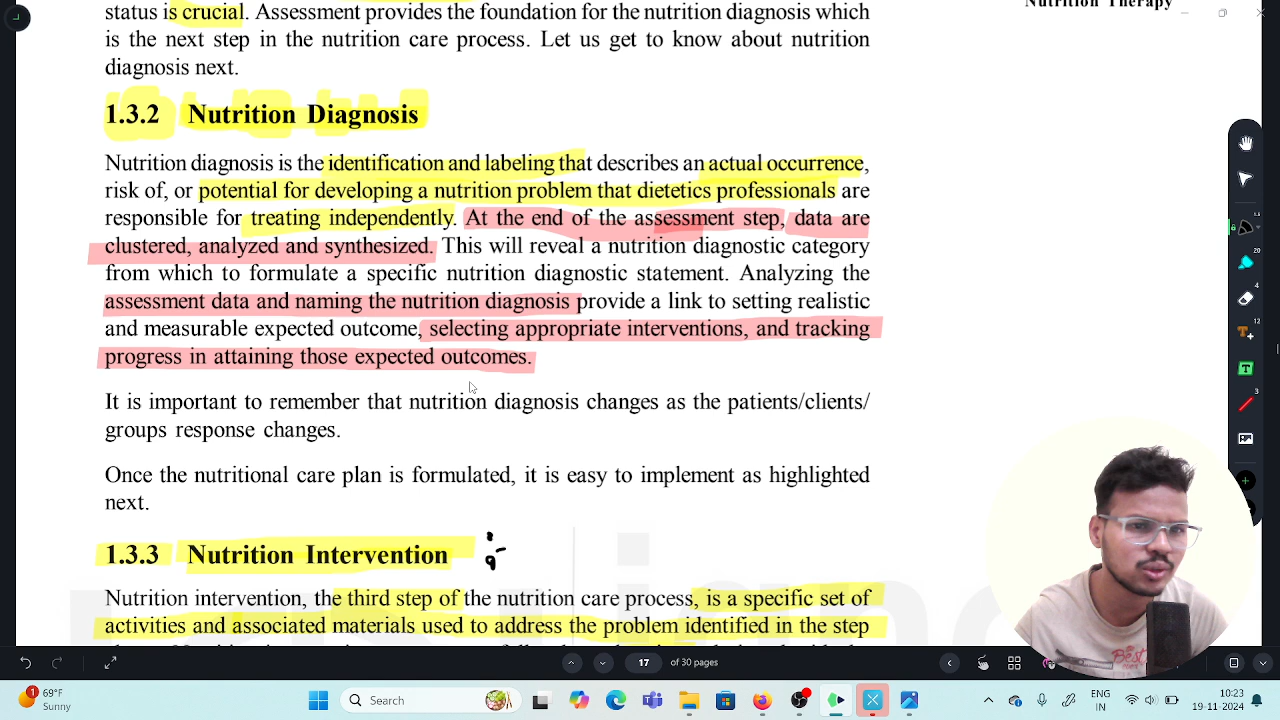 status is crucial. Assessment provides the foundation for the nutrition diagnosis which
Nutrition Therapy
is the next step in the nutrition care process. Let us get to know about nutrition
diagnosis next.
1.3.2 Nutrition Diagnosis
Nutrition diagnosis is the identification and labeling that describes an actual occurrence,
risk of, or potential for developing a nutrition problem that dietetics professionals are
responsible for treating independently. At the end of the assessment step, data are
clustered, analyzed and synthesized. This will reveal a nutrition diagnostic category
from which to formulate a specific nutrition diagnostic statement. Analyzing the
assessment data and naming the nutrition diagnosis provide a link to setting realistic
and measurable expected outcome, selecting appropriate interventions, and tracking
progress in attaining those expected outcomes.
It is important to remember that nutrition diagnosis changes as the patients/clients/
groups response changes.
Once the nutritional care plan is formulated, it is easy to implement as highlighted
next.
1.3.3 Nutrition Intervention
Nutrition intervention, the third step of the nutrition care process, is a specific set of
activities and associated materials used to address the problem identified in the step
17 of 30 pages
69°F
Sunny
Search
ENG
IN
10:23
19-11-2024